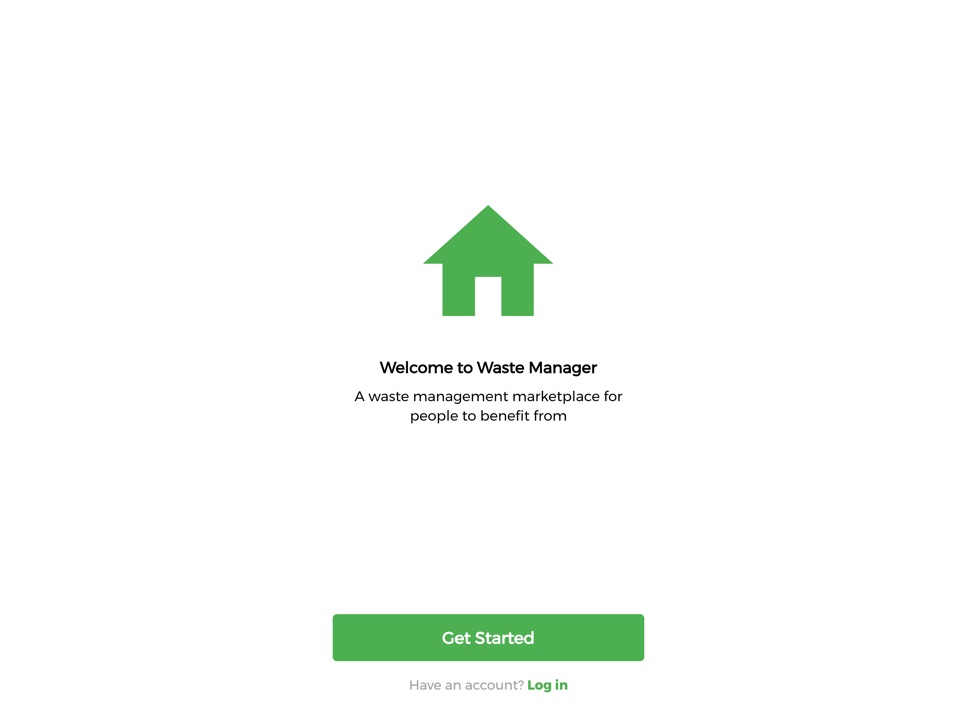 Welcome to Waste Manager
A waste management marketplace for
people to benefit from
Get Started
Have an account? Log in